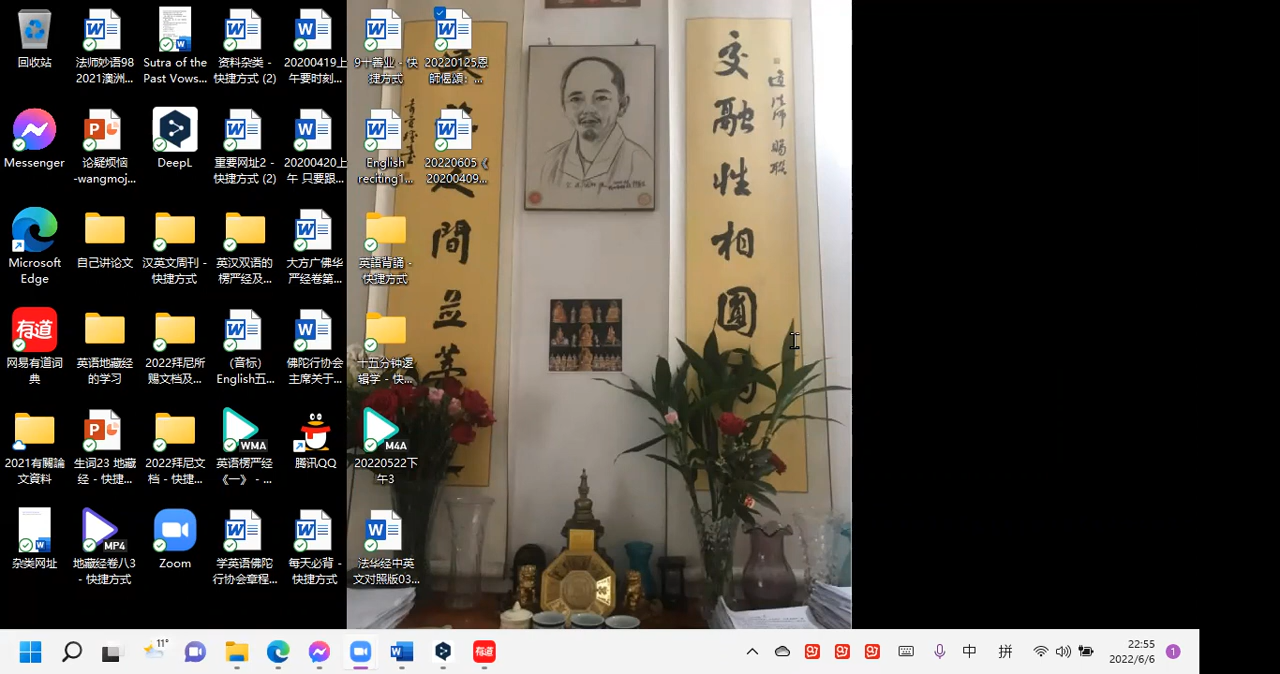 回收站
法师妙语98
2021澳洲...
Sutra of the
Past Vows...
资料杂类 -
快捷方式 (2)
20200419上
午要时刻...
9十善业 - 快
捷方式
20220125恩
師偈頌：...
Messenger
论疑烦恼
-wangmoj...
DeepL
重要网址2 -
快捷方式 (2)
20200420上
午 只要跟...
English
reciting1...
20220605《
20200409...
Microsoft
Edge
自己讲论文
汉英文周刊 -
快捷方式
英汉双语的
楞严经及...
大方广佛华
严经卷第...
英語背誦 -
快捷方式
有道
网易有道词
典
英语地藏经
的学习
2022拜尼所
赐文档及...
（音标）
English五...
佛陀行协会
主席关于...
十五分钟逻
辑学 - 快...
2021有關論
文資料
生词23 地藏
经 - 快捷...
2022拜尼文
档 - 快捷...
WMA
英语楞严经
《一》 - ...
腾讯QQ
M4A
20220522下
午3
杂类网址
MP4
地藏经卷八3
- 快捷方式
Zoom
学英语佛陀
行协会章程...
每天必背 -
快捷方式
法华经中英
文对照版03...
間
並
交
融
性
相
圓
11°
有道
中
拼
22:55
2022/6/6
1